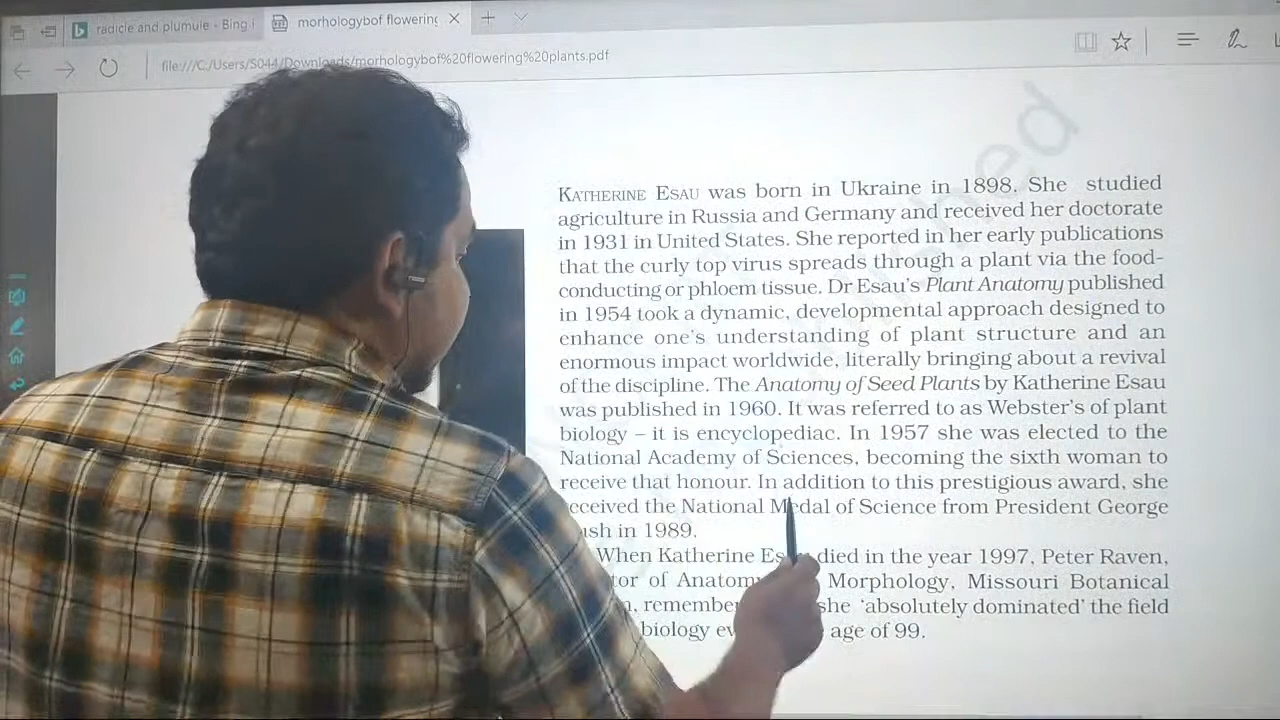 radicle and plumule - Bing
morhologybof flowering
file:///C:/Users/S044/Downloads/morhologybof%20flowering%20plants.pdf
KATHERINE ESAU was born in Ukraine in 1898. She studied
agriculture in Russia and Germany and received her doctorate
in 1931 in United States. She reported in her early publications
that the curly top virus spreads through a plant via the food-
conducting or phloem tissue. Dr Esau's Plant Anatomy published
in 1954 took a dynamic, developmental approach designed to
enhance one's understanding of plant structure and an
enormous impact worldwide, literally bringing about a revival
of the discipline. The Anatomy of Seed Plants by Katherine Esau
was published in 1960. It was referred to as Webster's of plant
biology – it is encyclopediac. In 1957 she was elected to the
National Academy of Sciences, becoming the sixth woman to
receive that honour. In addition to this prestigious award, she
eceived the National Medal of Science from President George
ush in 1989.
When Katherine Es died in the year 1997, Peter Raven,
tor of Anatomy Morphology, Missouri Botanical
n, remember she 'absolutely dominated' the field
biology ev age of 99.